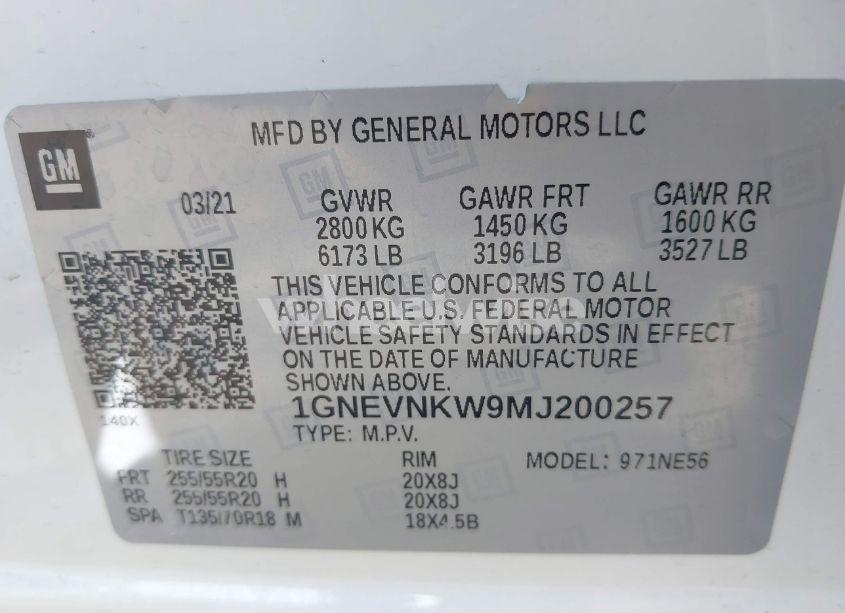 MFD BY GENERAL MOTORS LLC
GM
03/21
GVWR GAWR FRT GAWR RR
2800 KG 1450 KG 1600 KG
6173 LB 3196 LB 3527 LB
THIS VEHICLE CONFORMS TO ALL
APPLICABLE U.S. FEDERAL MOTOR
VEHICLE SAFETY STANDARDS IN EFFECT
ON THE DATE OF MANUFACTURE
SHOWN ABOVE.
140X
1GNEVNKW9MJ200257
TYPE: M.P.V.
TIRE SIZE RIM MODEL: 971NE56
FRT 255/55R20 H 20X8J
RR 255/55R20 H 20X8J
SPA T135/70R18 M 18X4.5B